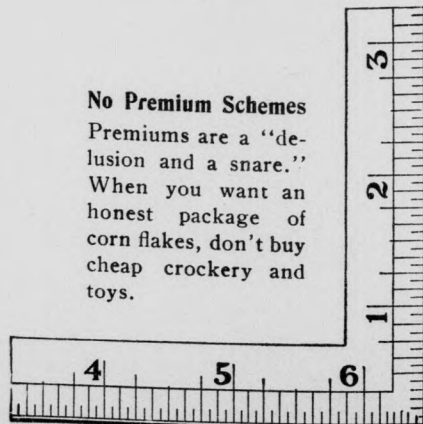 No Premium Schemes
Premiums are a "de-
lusion and a snare."
When you want an
honest package of
corn flakes, don't buy
cheap crockery and
toys.
3
2
1
4 5 6